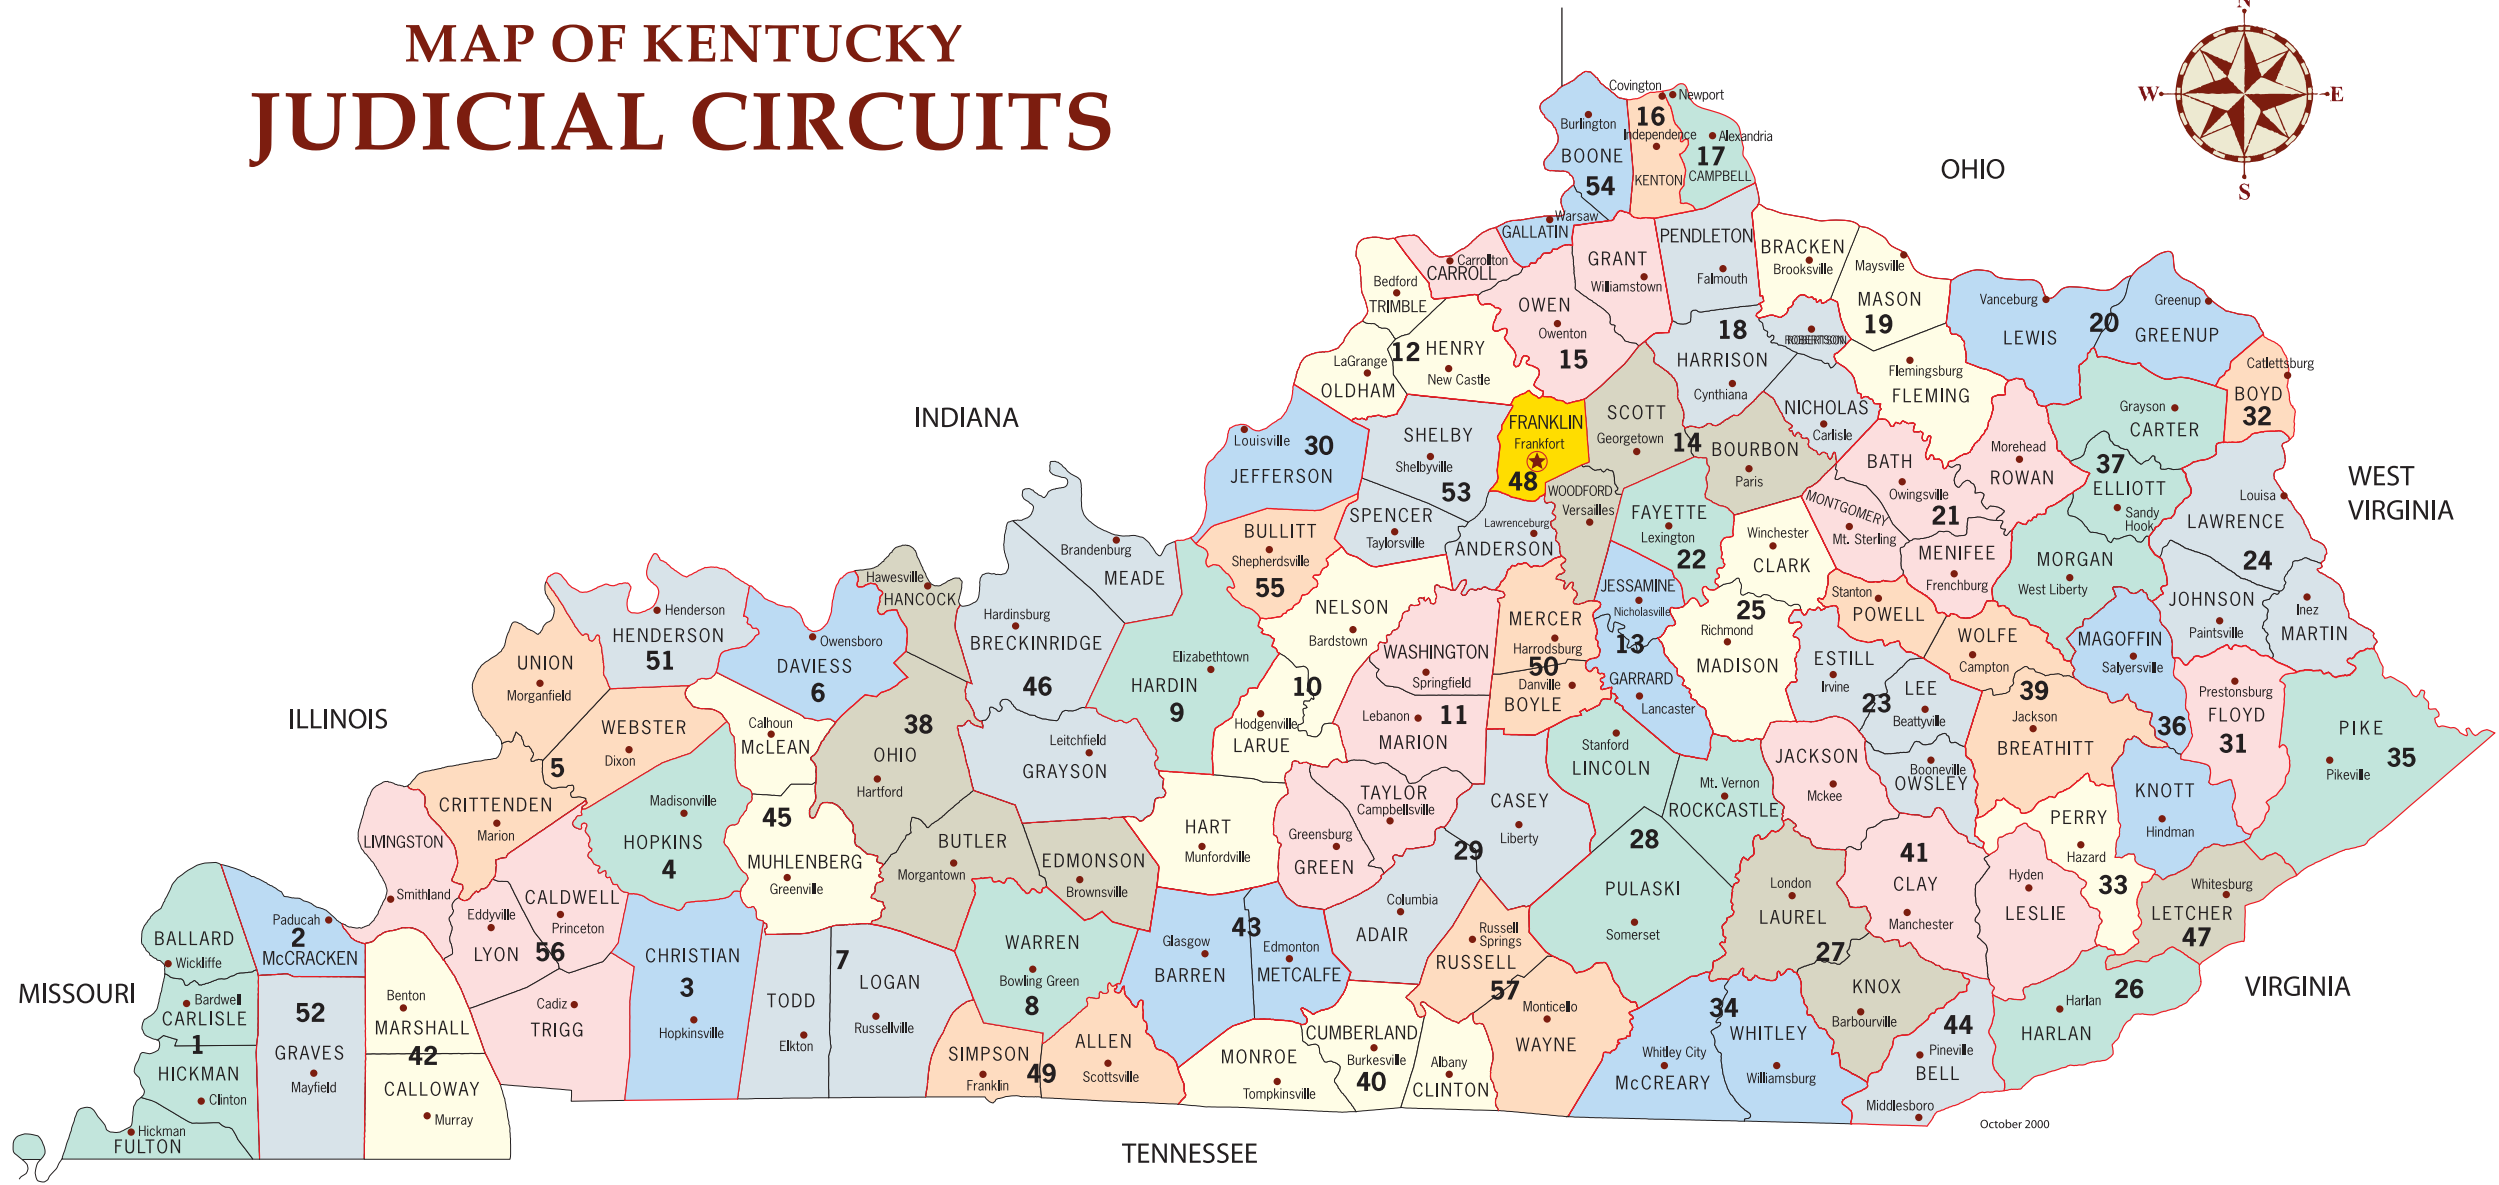 MAP OF KENTUCKY
JUDICIAL CIRCUITS
N
W
E
S
OHIO
INDIANA
ILLINOIS
MISSOURI
WEST
VIRGINIA
VIRGINIA
TENNESSEE
Covington
Newport
16
Burlington
Independence
Alexandria
BOONE
17
54
KENTON
CAMPBELL
Warsaw
GALLATIN
PENDLETON
BRACKEN
Brooksville
Maysville
Carrollton
CARROLL
GRANT
Williamstown
Falmouth
Bedford
TRIMBLE
OWEN
Owenton
15
MASON
19
Vanceburg
LEWIS
20
Greenup
GREENUP
18
HARRISON
Cynthiana
ROBERTSON
LaGrange
OLDHAM
12
HENRY
New Castle
Flemingsburg
FLEMING
Catlettsburg
BOYD
32
Grayson
CARTER
NICHOLAS
Carlisle
FRANKLIN
Frankfort
48
SCOTT
Georgetown
14
BOURBON
Paris
Louisville
30
JEFFERSON
SHELBY
Shelbyville
53
Morehead
ROWAN
BATH
Owingsville
21
37
ELLIOTT
Sandy
Hook
Louisa
LAWRENCE
24
WOODFORD
Versailles
FAYETTE
Lexington
22
MONTGOMERY
Mt. Sterling
Winchester
CLARK
MENIFEE
Frenchburg
MORGAN
West Liberty
SPENCER
Taylorsville
Lawrenceburg
ANDERSON
BULLITT
Shepherdsville
55
Brandenburg
MEADE
Hawesville
HANCOCK
Hardinsburg
BRECKINRIDGE
46
NELSON
Bardstown
JESSAMINE
Nicholasville
13
GARRARD
Lancaster
25
Richmond
MADISON
Stanton
POWELL
WOLFE
Campton
39
Jackson
BREATHITT
MAGOFFIN
Salyersville
36
JOHNSON
Paintsville
Inez
MARTIN
MERCER
Harrodsburg
50
Danville
BOYLE
WASHINGTON
Springfield
Lebanon
11
MARION
Elizabethtown
HARDIN
9
10
Hodgenville
LARUE
Henderson
HENDERSON
51
Owensboro
DAVIESS
6
UNION
Morganfield
WEBSTER
Dixon
5
CRITTENDEN
Marion
Calhoun
McLEAN
38
OHIO
Hartford
Leitchfield
GRAYSON
ESTILL
Irvine
LEE
23
Beattyville
Booneville
OWSLEY
JACKSON
Mckee
Prestonsburg
FLOYD
31
PIKE
35
Pikeville
KNOTT
Hindman
Stanford
LINCOLN
Mt. Vernon
ROCKCASTLE
28
PULASKI
Somerset
CASEY
Liberty
29
TAYLOR
Campbellsville
Greensburg
GREEN
HART
Munfordville
LIVINGSTON
Smithland
Madisonville
HOPKINS
4
45
MUHLENBERG
Greenville
BUTLER
Morgantown
EDMONSON
Brownsville
PERRY
Hazard
33
Hyden
LESLIE
41
CLAY
Manchester
London
LAUREL
27
KNOX
Barbourville
Whitesburg
LETCHER
47
Harlan
26
HARLAN
BALLARD
Wickliffe
Paducah
2
McCRACKEN
Eddyville
LYON
CALDWELL
Princeton
56
Cadiz
TRIGG
CHRISTIAN
3
Hopkinsville
TODD
Elkton
7
LOGAN
Russellville
WARREN
Bowling Green
8
SIMPSON
Franklin
49
ALLEN
Scottsville
Glasgow
BARREN
43
Edmonton
METCALFE
Columbia
ADAIR
Russell
Springs
RUSSELL
57
Monticello
WAYNE
Bardwell
CARLISLE
1
HICKMAN
Clinton
Hickman
FULTON
52
GRAVES
Mayfield
Benton
MARSHALL
42
CALLOWAY
Murray
MONROE
Tompkinsville
CUMBERLAND
Burkesville
40
Albany
CLINTON
34
WHITLEY
Williamsburg
Whitley City
McCREARY
44
Pineville
BELL
Middlesboro
October 2000